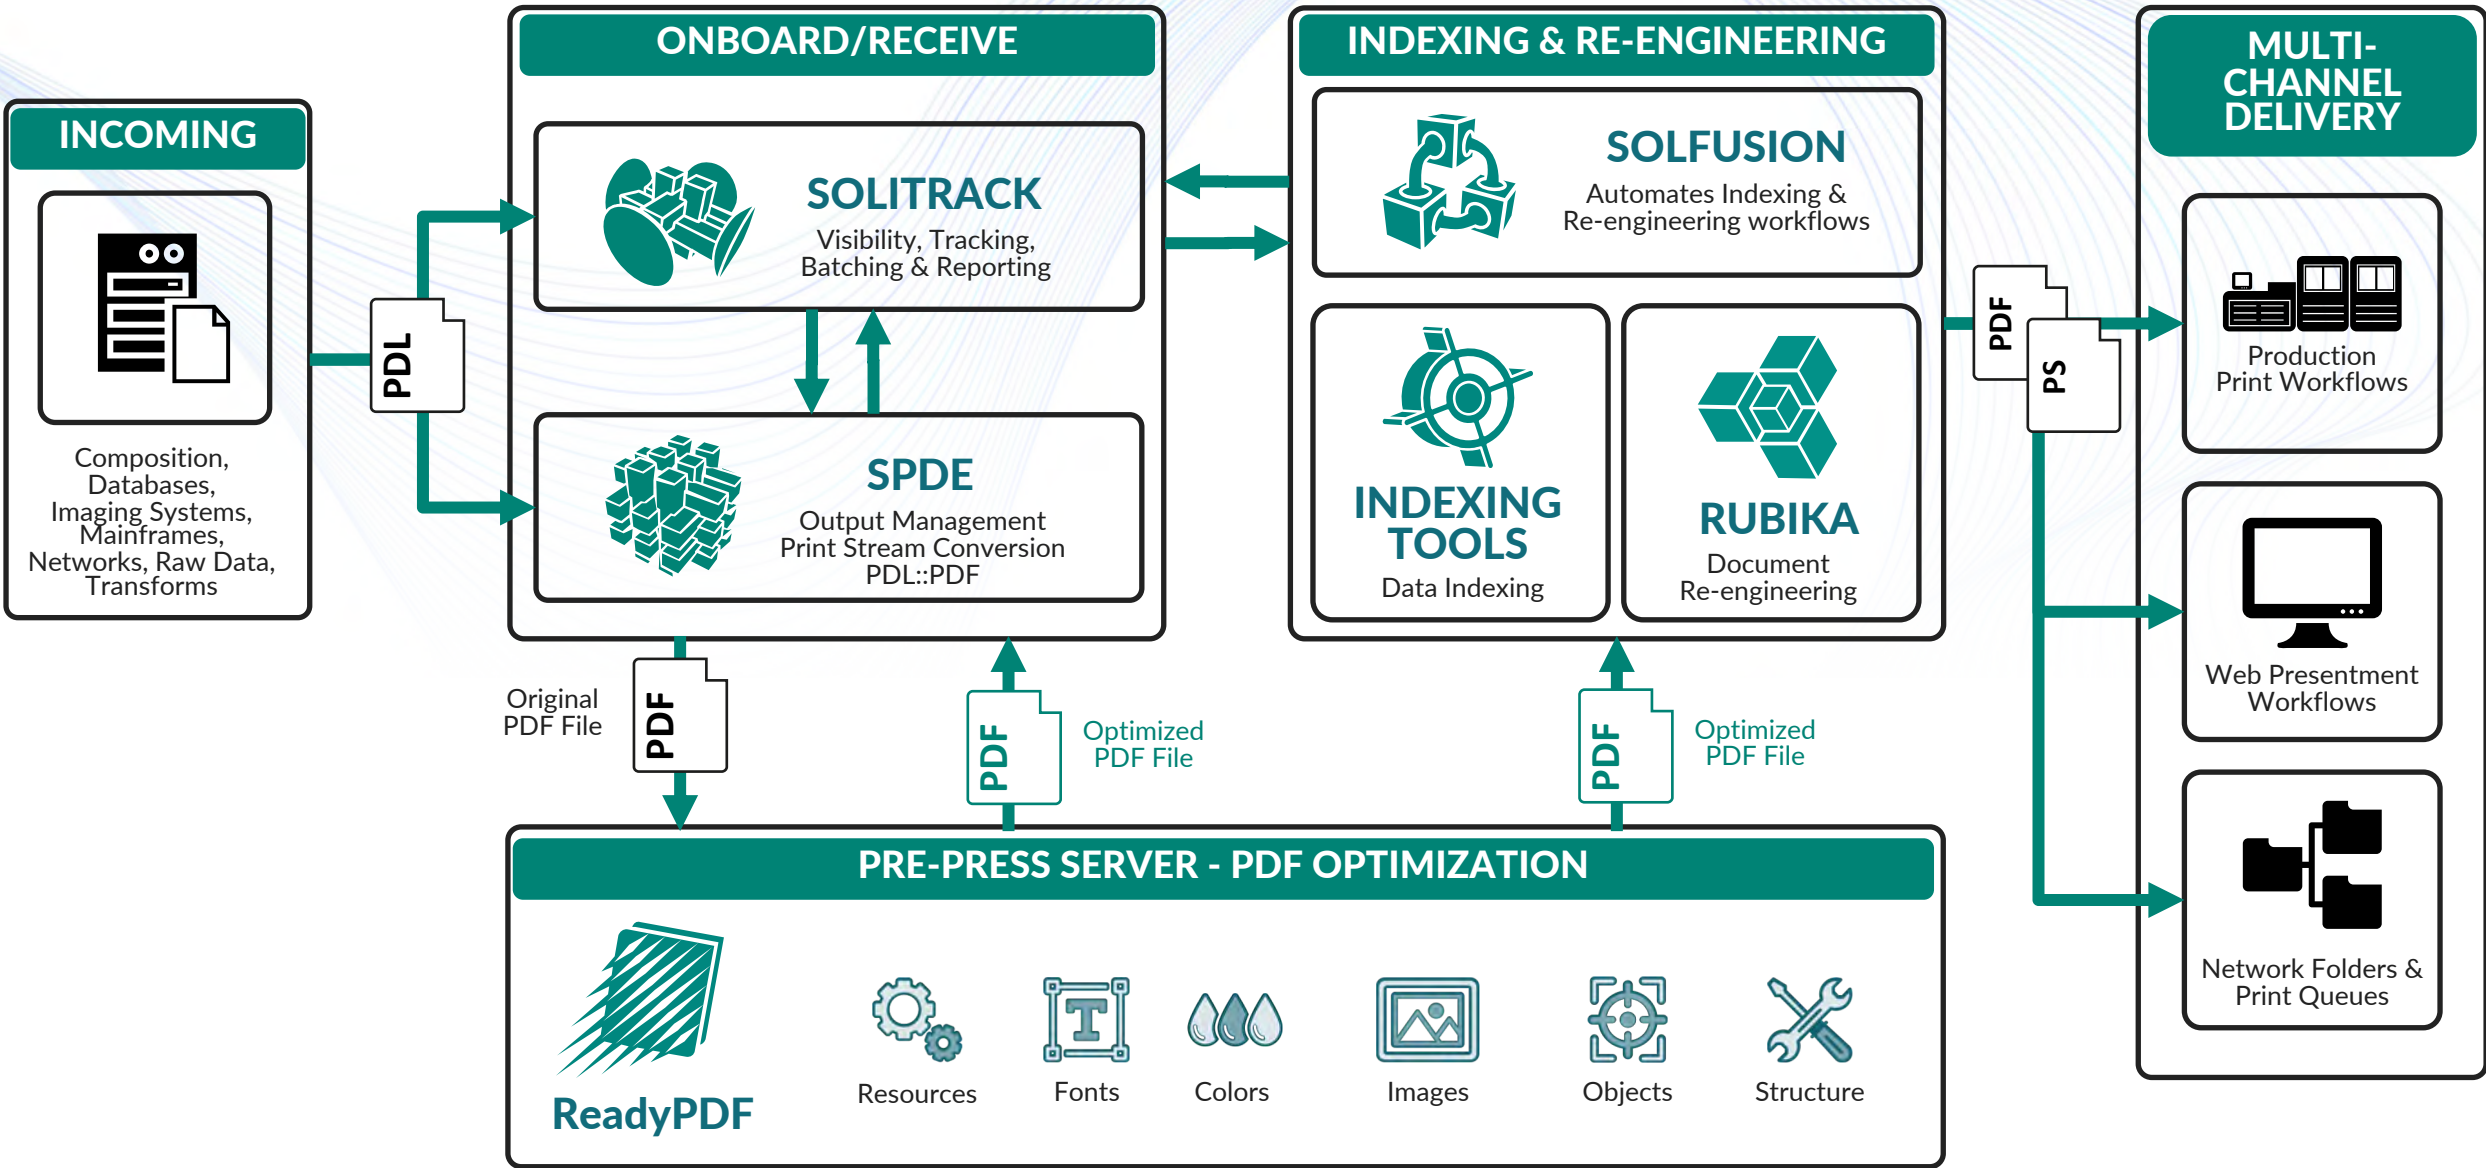 INCOMING
Composition,
Databases,
Imaging Systems,
Mainframes,
Networks, Raw Data,
Transforms
PDL
ONBOARD/RECEIVE
SOLITRACK
Visibility, Tracking,
Batching & Reporting
SPDE
Output Management
Print Stream Conversion
PDL::PDF
INDEXING & RE-ENGINEERING
SOLFUSION
Automates Indexing &
Re-engineering workflows
INDEXING
TOOLS
Data Indexing
RUBIKA
Document
Re-engineering
PDF
PS
MULTI-
CHANNEL
DELIVERY
Production
Print Workflows
Web Presentment
Workflows
Network Folders &
Print Queues
Original
PDF File
PDF
PDF
Optimized
PDF File
PDF
Optimized
PDF File
PRE-PRESS SERVER - PDF OPTIMIZATION
ReadyPDF
Resources
T
Fonts
Colors
Images
Objects
Structure